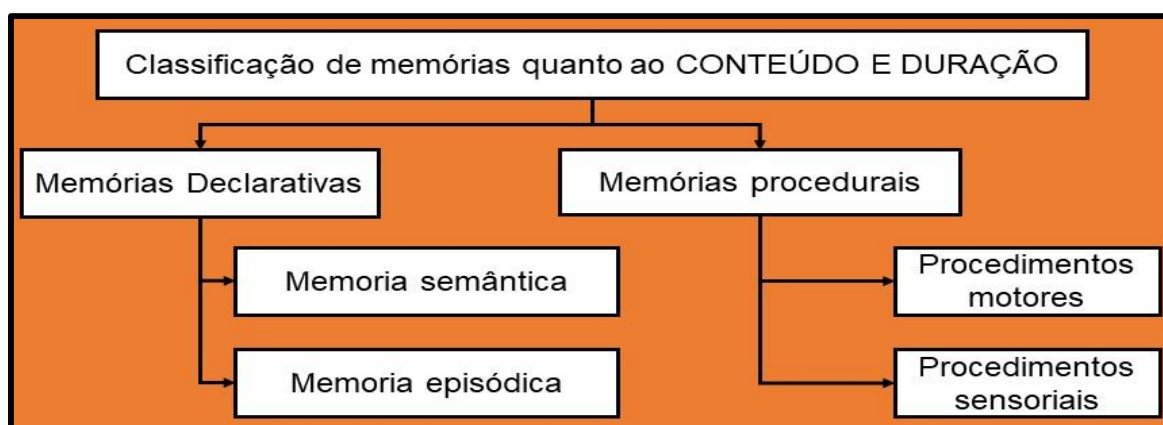 Classificação de memórias quanto ao CONTEÚDO E DURAÇÃO
Memórias Declarativas
Memórias procedurais
Memoria semântica
Procedimentos
motores
Memoria episódica
Procedimentos
sensoriais